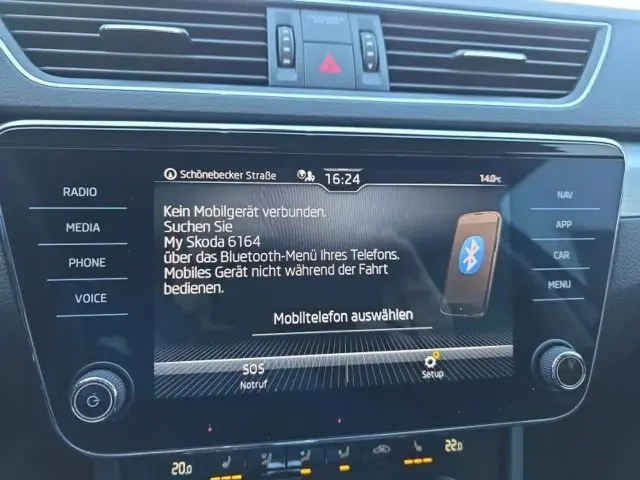 Schönebecker Straße
16:24
14.0°C
RADIO
MEDIA
PHONE
VOICE
NAV
APP
CAR
MENU
Kein Mobilgerät verbunden.
Suchen Sie
My Skoda 6164
über das Bluetooth-Menü Ihres Telefons.
Mobiles Gerät nicht während der Fahrt
bedienen.
Mobiltelefon auswählen
SOS
Notruf
Setup
20.0
22.0